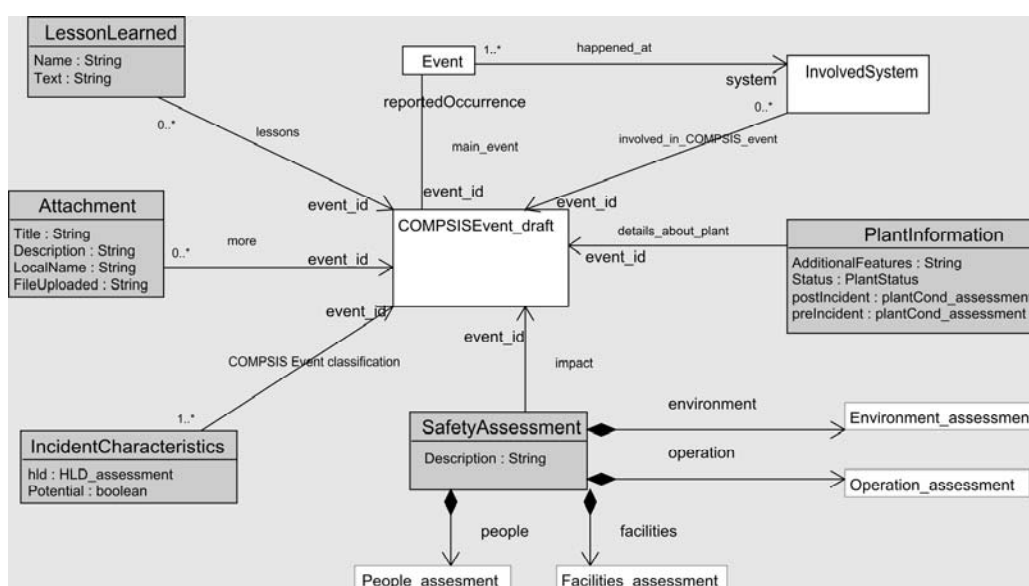 LessonLearned
Name : String
Text : String
0..*
lessons
event_id
Event
1..*
happened_at
system
InvolvedSystem
0..*
reportedOccurrence
main_event
event_id
involved_in_COMPSIS_event
event_id
Attachment
Title : String
Description : String
LocalName : String
FileUploaded : String
0..*
more
event_id
COMPSISEvent_draft
details_about_plant
event_id
PlantInformation
AdditionalFeatures : String
Status : PlantStatus
postIncident : plantCond_assessment
preIncident : plantCond_assessment
event_id
COMPSIS Event classification
1..*
IncidentCharacteristics
hld : HLD_assessment
Potential : boolean
event_id
impact
SafetyAssessment
Description : String
environment
Environment_assessmen
operation
Operation_assessment
people
People_assesment
facilities
Facilities_assessment